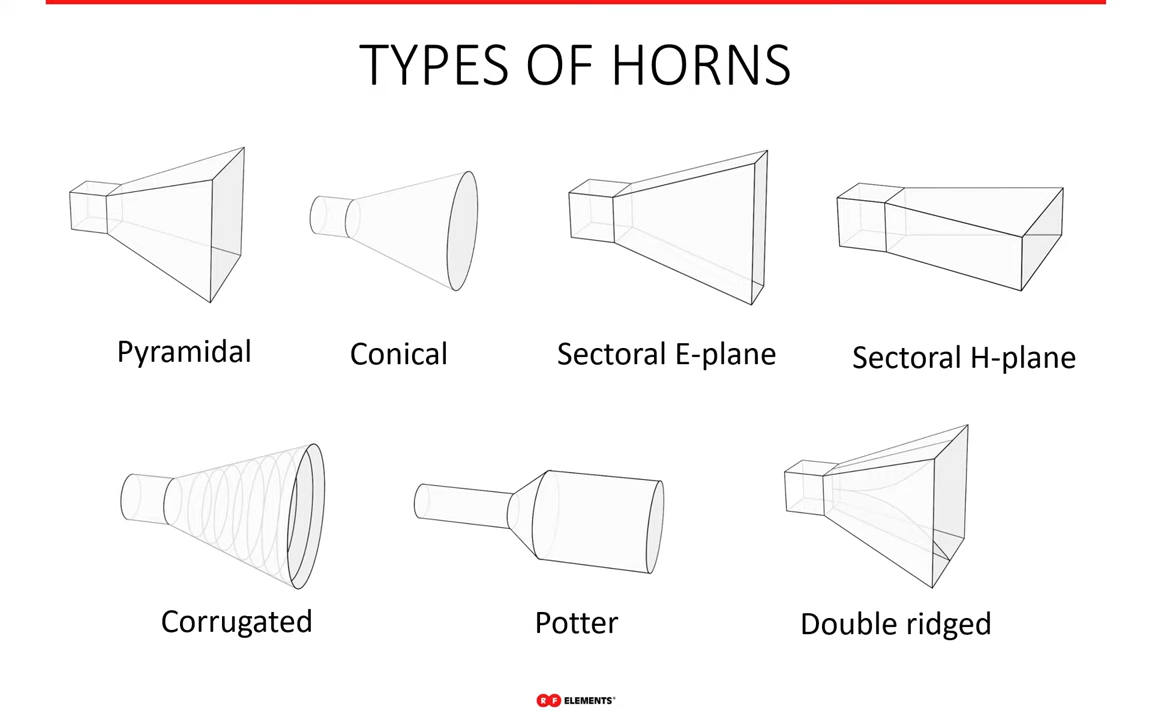 TYPES OF HORNS
Pyramidal
Conical
Sectoral E-plane
Sectoral H-plane
Corrugated
Potter
Double ridged
RF ELEMENTS®